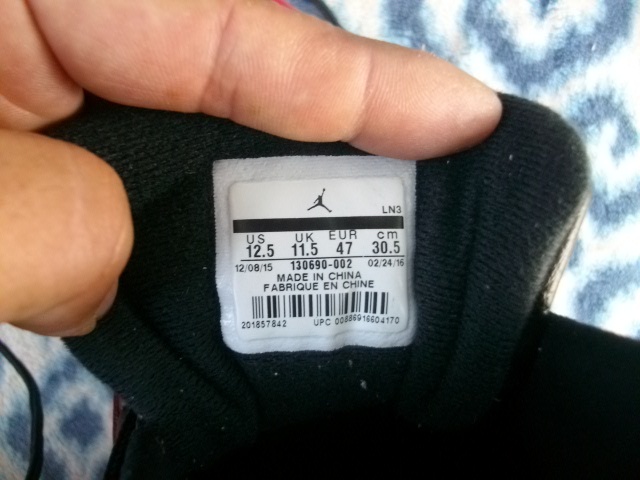 LN3
US UK EUR cm
12.5 11.5 47 30.5
12/08/15 130690-002 02/24/16
MADE IN CHINA
FABRIQUE EN CHINE
201857842 UPC 00886916604170